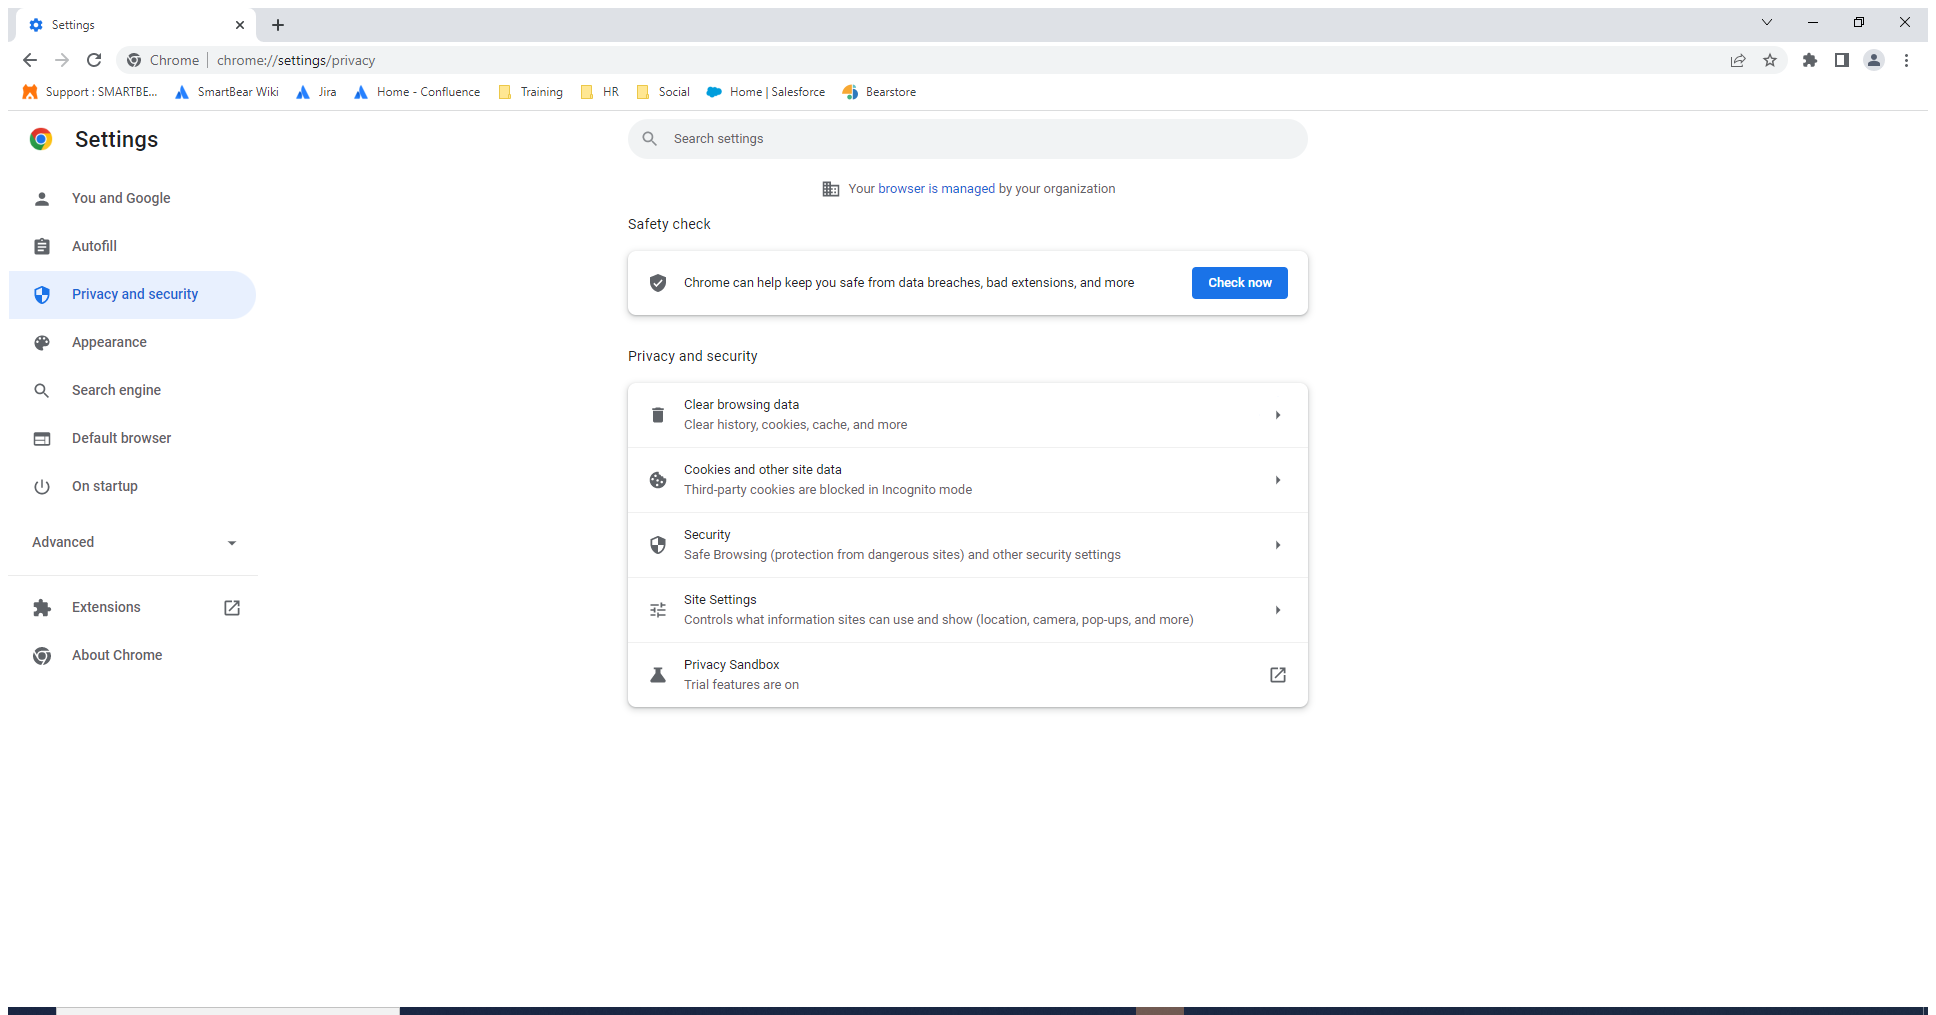 Settings
Chrome | chrome://settings/privacy
Support : SMARTBE... SmartBear Wiki Jira Home - Confluence Training HR Social Home | Salesforce Bearstore
Settings
Search settings
Your browser is managed by your organization
You and Google
Autofill
Privacy and security
Appearance
Search engine
Default browser
On startup
Advanced
Extensions
About Chrome
Safety check
Chrome can help keep you safe from data breaches, bad extensions, and more
Check now
Privacy and security
Clear browsing data
Clear history, cookies, cache, and more
Cookies and other site data
Third-party cookies are blocked in Incognito mode
Security
Safe Browsing (protection from dangerous sites) and other security settings
Site Settings
Controls what information sites can use and show (location, camera, pop-ups, and more)
Privacy Sandbox
Trial features are on